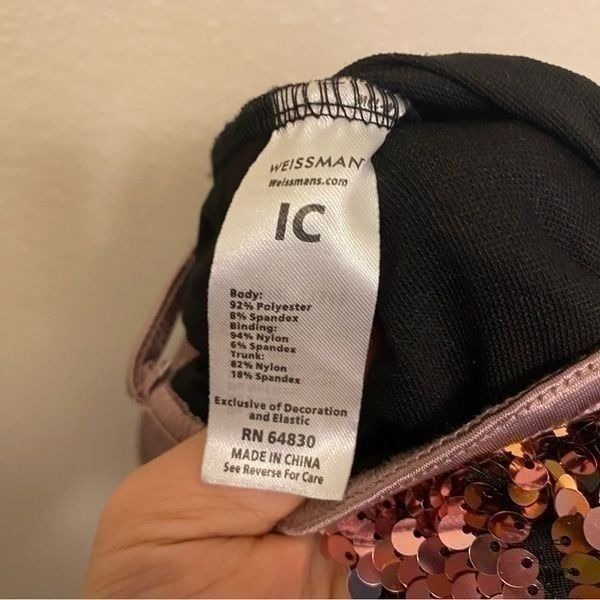 WEISSMAN
Weissmans.com
IC
Body:
92% Polyester
8% Spandex
Binding:
94% Nylon
6% Spandex
Trunk:
82% Nylon
18% Spandex
Exclusive of Decoration
and Elastic
RN 64830
MADE IN CHINA
See Reverse For Care